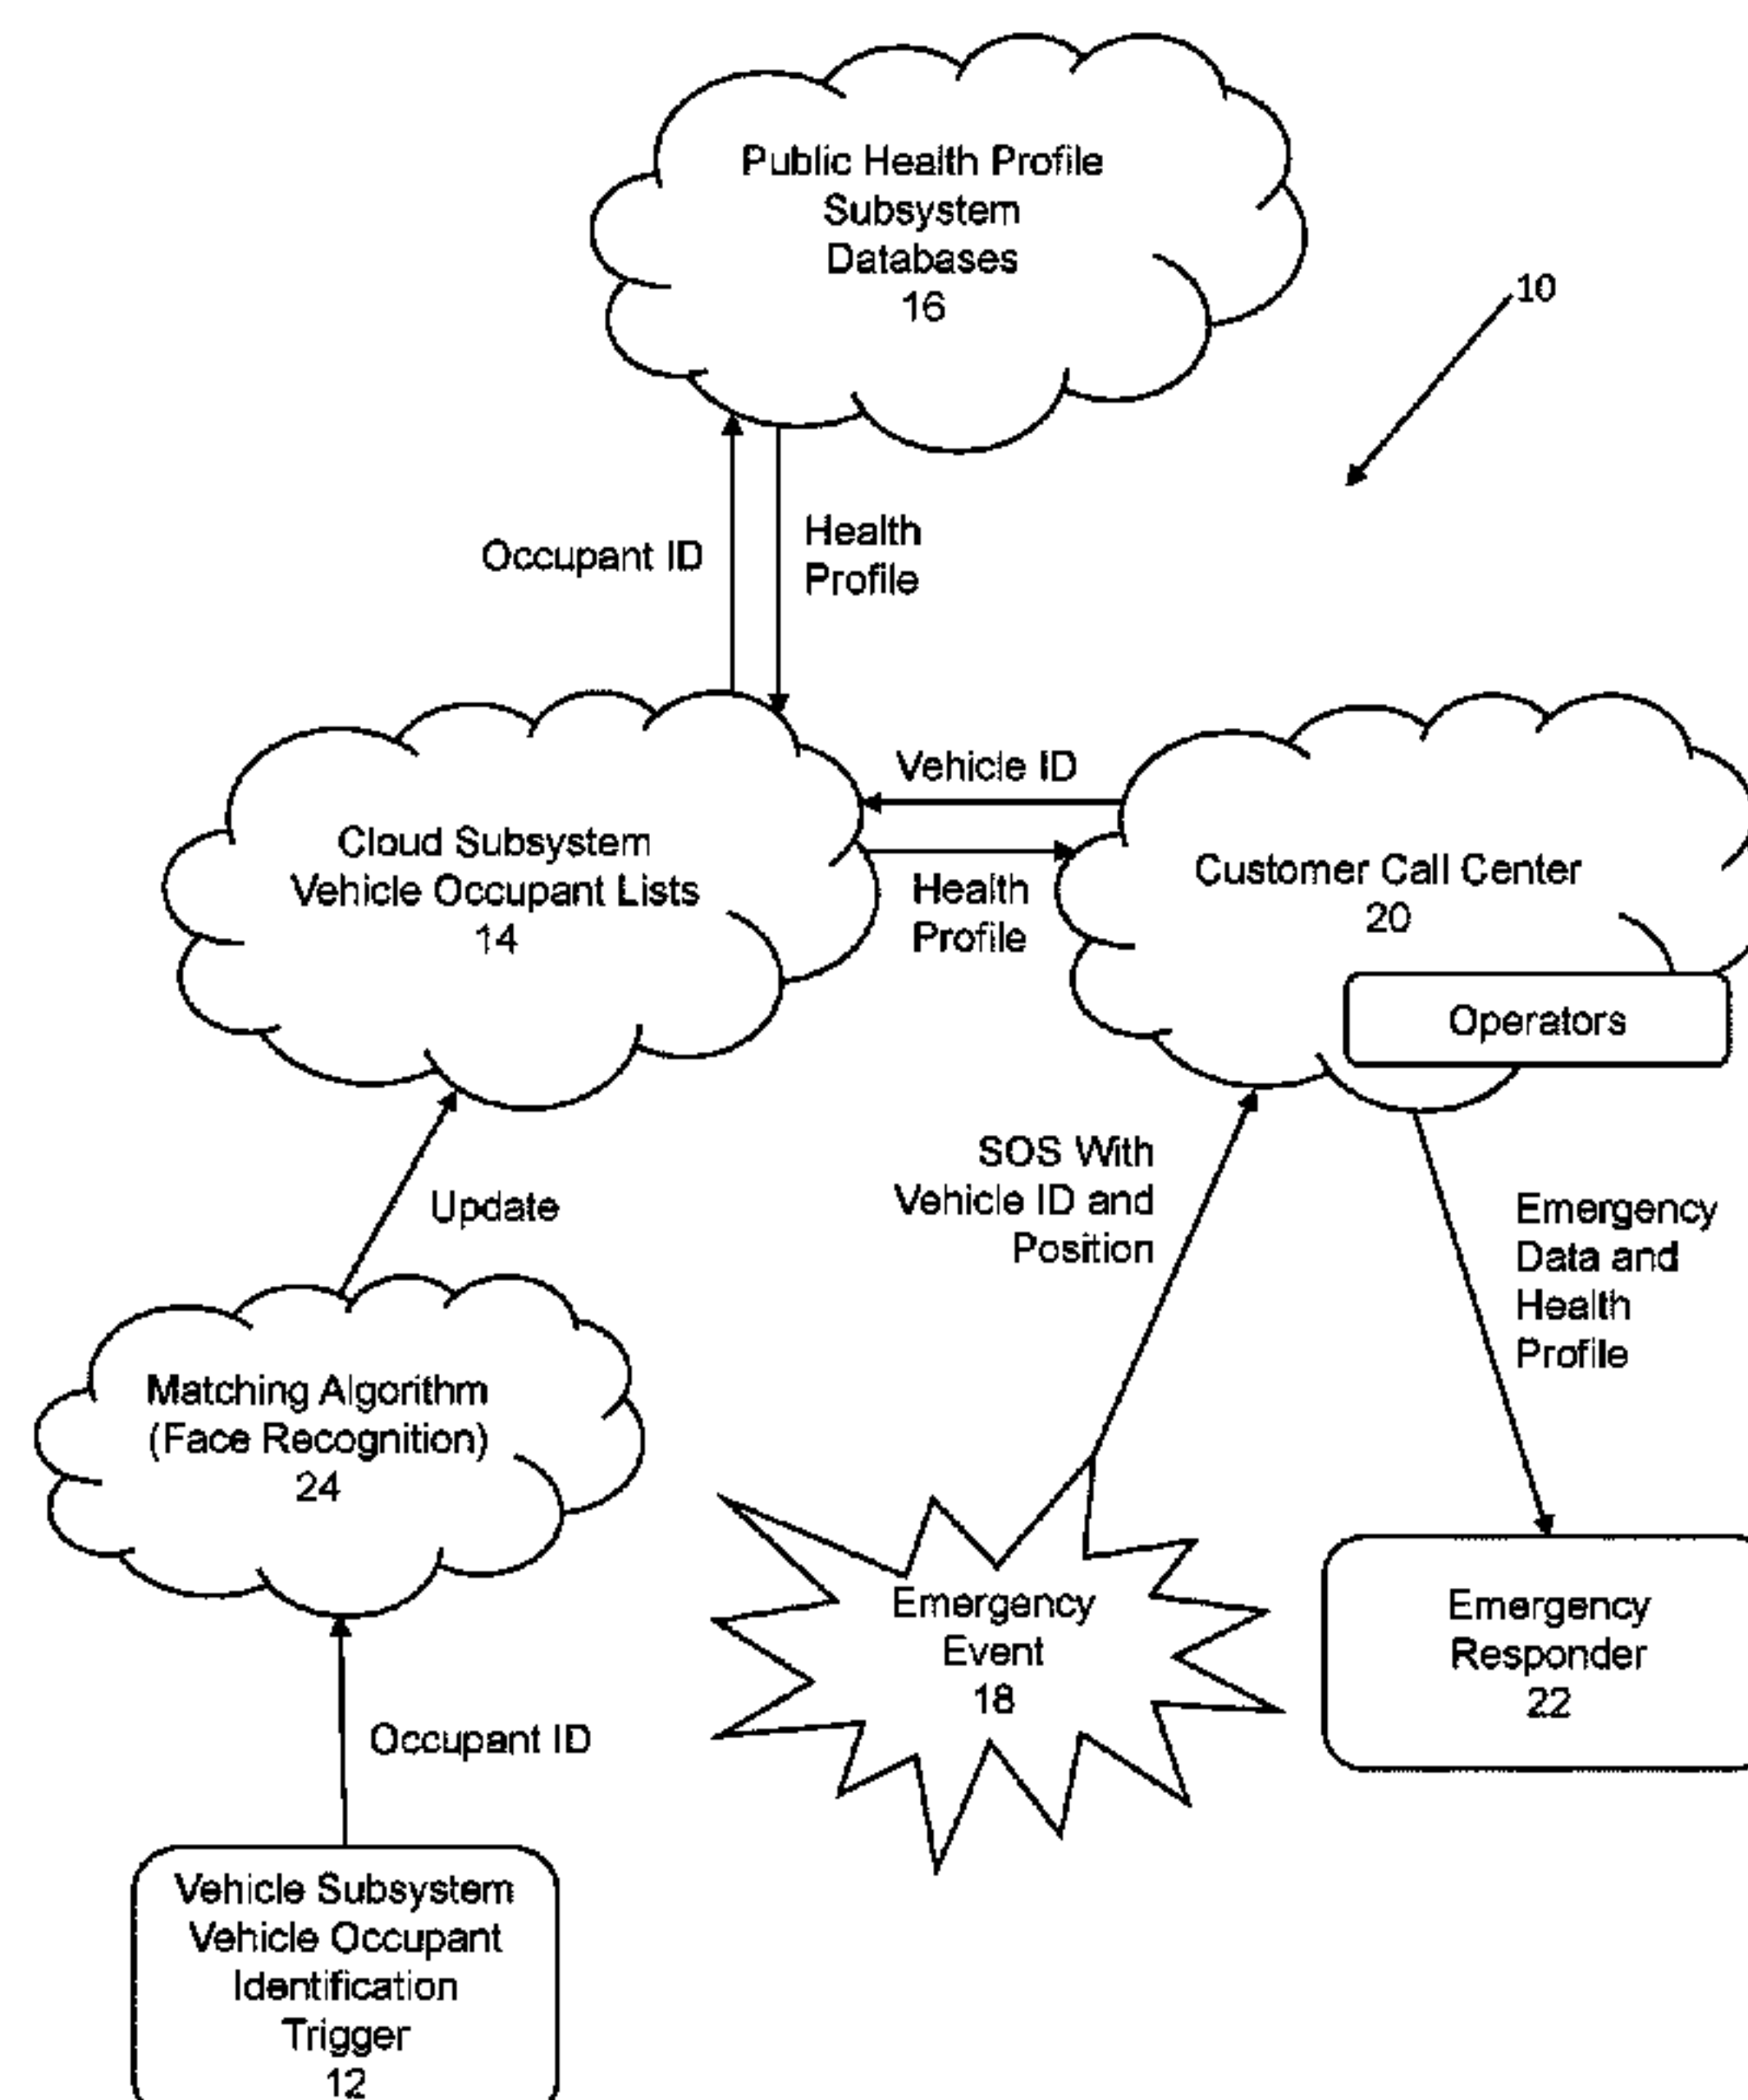 Public Health Profile
Subsystem
Databases
16
10
Occupant ID
Health
Profile
Vehicle ID
Cloud Subsystem
Vehicle Occupant Lists
14
Health
Profile
Customer Call Center
20
Operators
Update
SOS With
Vehicle ID and
Position
Emergency
Data and
Health
Profile
Matching Algorithm
(Face Recognition)
24
Emergency
Event
18
Emergency
Responder
22
Occupant ID
Vehicle Subsystem
Vehicle Occupant
Identification
Trigger
12